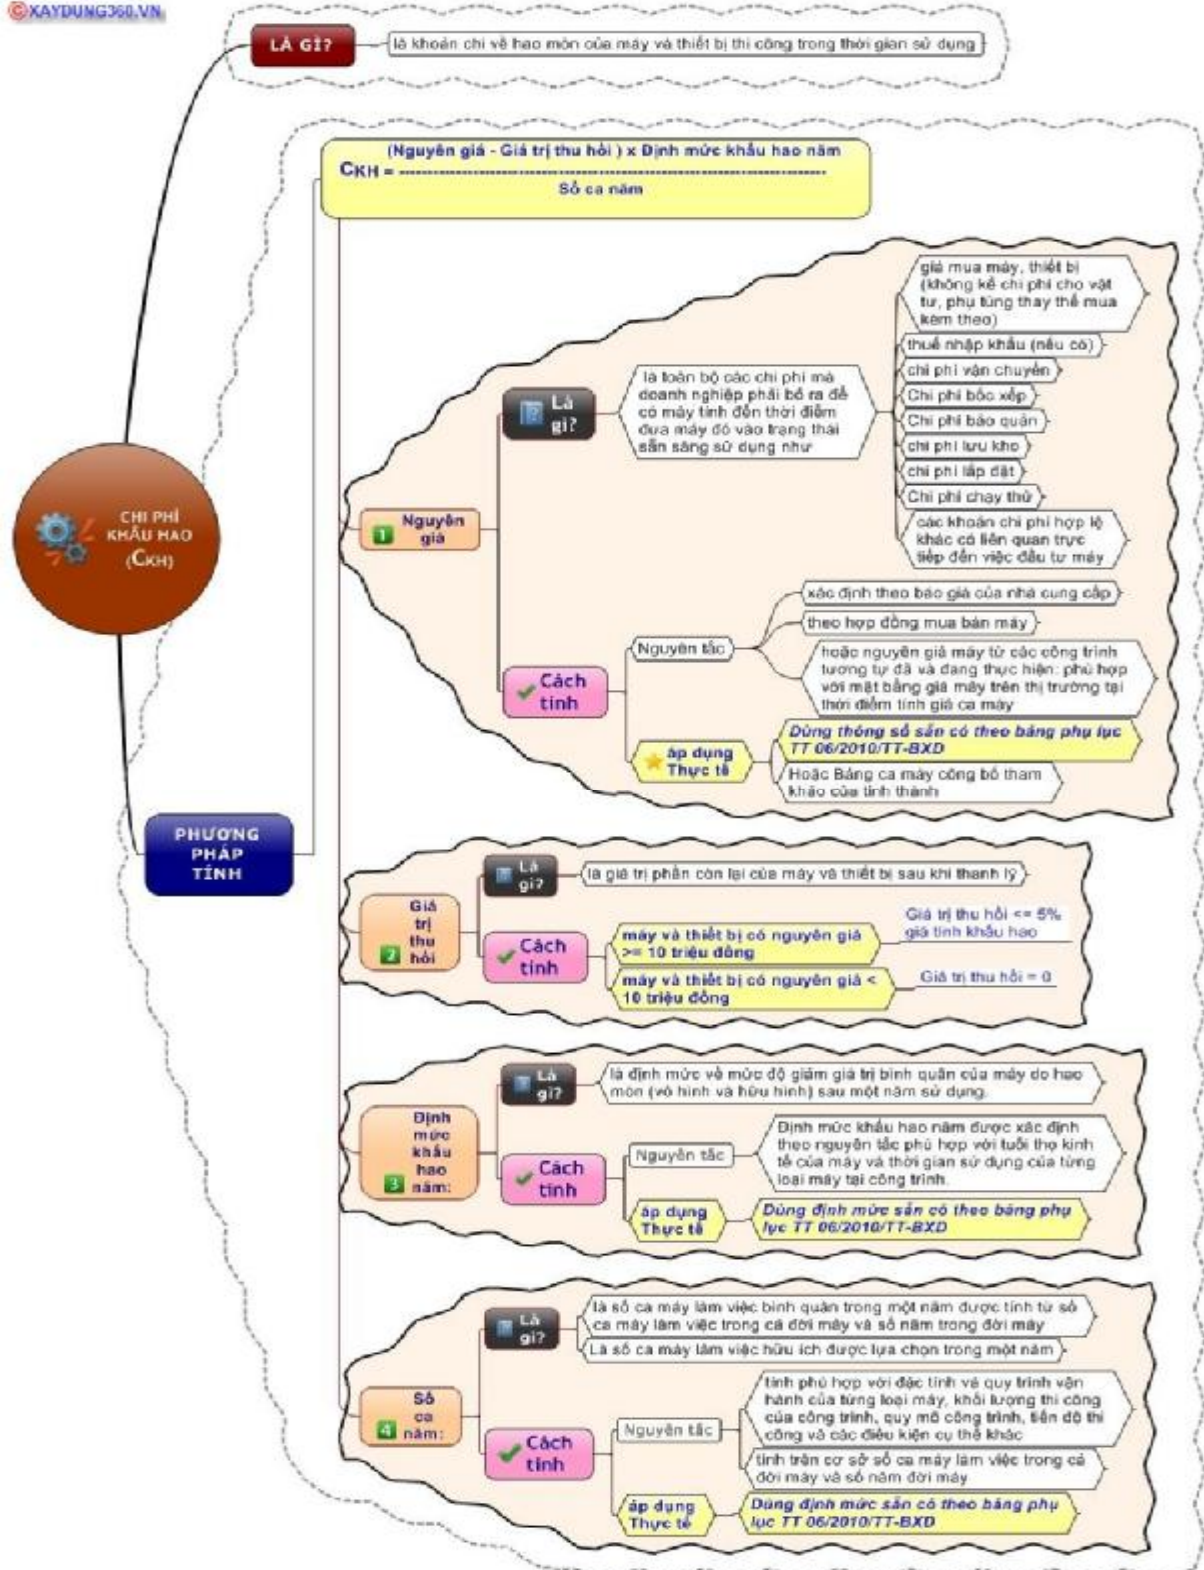 ©XAYDUNG360.VN
LÀ GÌ?
là khoản chi về hao mòn của máy và thiết bị thi công trong thời gian sử dụng
(Nguyên giá - Giá trị thu hồi ) x Định mức khấu hao năm
CKH = ----------------------------------------
Số ca năm
CHI PHÍ
KHẤU HAO
(CKH)
PHƯƠNG
PHÁP
TÍNH
1 Nguyên
giá
Là
gì?
là toàn bộ các chi phí mà
doanh nghiệp phải bỏ ra để
có máy tính đến thời điểm
đưa máy đó vào trạng thái
sẵn sàng sử dụng như
giá mua máy, thiết bị
(không kể chi phí cho vật
tư, phụ tùng thay thế mua
kèm theo)
thuế nhập khẩu (nếu có)
chi phí vận chuyển
Chi phí bốc xếp
Chi phí bảo quản
chi phí lưu kho
chi phí lắp đặt
Chi phí chạy thử
các khoản chi phí hợp lệ
khác có liên quan trực
tiếp đến việc đầu tư máy
Cách
tính
Nguyên tắc
xác định theo báo giá của nhà cung cấp
theo hợp đồng mua bán máy
hoặc nguyên giá máy từ các công trình
tương tự đã và đang thực hiện: phù hợp
với mặt bằng giá máy trên thị trường tại
thời điểm tính giá ca máy
áp dụng
Thực tế
Dùng thông số sẵn có theo bảng phụ lục
TT 06/2010/TT-BXD
Hoặc Bảng ca máy công bố tham
khảo của tỉnh thành
Giá
trị
thu
2 hồi
Là
gì?
là giá trị phần còn lại của máy và thiết bị sau khi thanh lý
Cách
tính
máy và thiết bị có nguyên giá
>= 10 triệu đồng
Giá trị thu hồi <= 5%
giá tính khấu hao
máy và thiết bị có nguyên giá <
10 triệu đồng
Giá trị thu hồi = 0
Định
mức
khấu
hao
3 năm:
Là
gì?
là định mức về mức độ giảm giá trị bình quân của máy do hao
mòn (vô hình và hữu hình) sau một năm sử dụng.
Cách
tính
Nguyên tắc
Định mức khấu hao năm được xác định
theo nguyên tắc phù hợp với tuổi thọ kinh
tế của máy và thời gian sử dụng của từng
loại máy tại công trình.
áp dụng
Thực tế
Dùng định mức sẵn có theo bảng phụ
lục TT 06/2010/TT-BXD
Số
ca
4 năm:
Là
gì?
là số ca máy làm việc bình quân trong một năm được tính từ số
ca máy làm việc trong cả đời máy và số năm trong đời máy
Là số ca máy làm việc hữu ích được lựa chọn trong một năm
Cách
tính
Nguyên tắc
tính phù hợp với đặc tính và quy trình vận
hành của từng loại máy, khối lượng thi công
của công trình, quy mô công trình, tiến độ thi
công và các điều kiện cụ thể khác
tính trên cơ sở số ca máy làm việc trong cả
đời máy và số năm đời máy
áp dụng
Thực tế
Dùng định mức sẵn có theo bảng phụ
lục TT 06/2010/TT-BXD